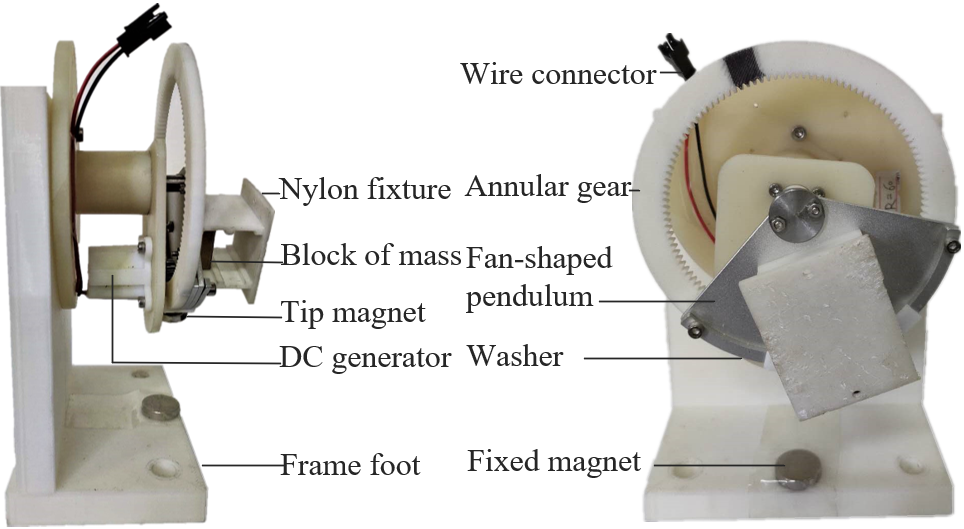 Wire connector
Nylon fixture
Annular gear
Block of mass
Fan-shaped
pendulum
Tip magnet
DC generator
Washer
Frame foot
Fixed magnet